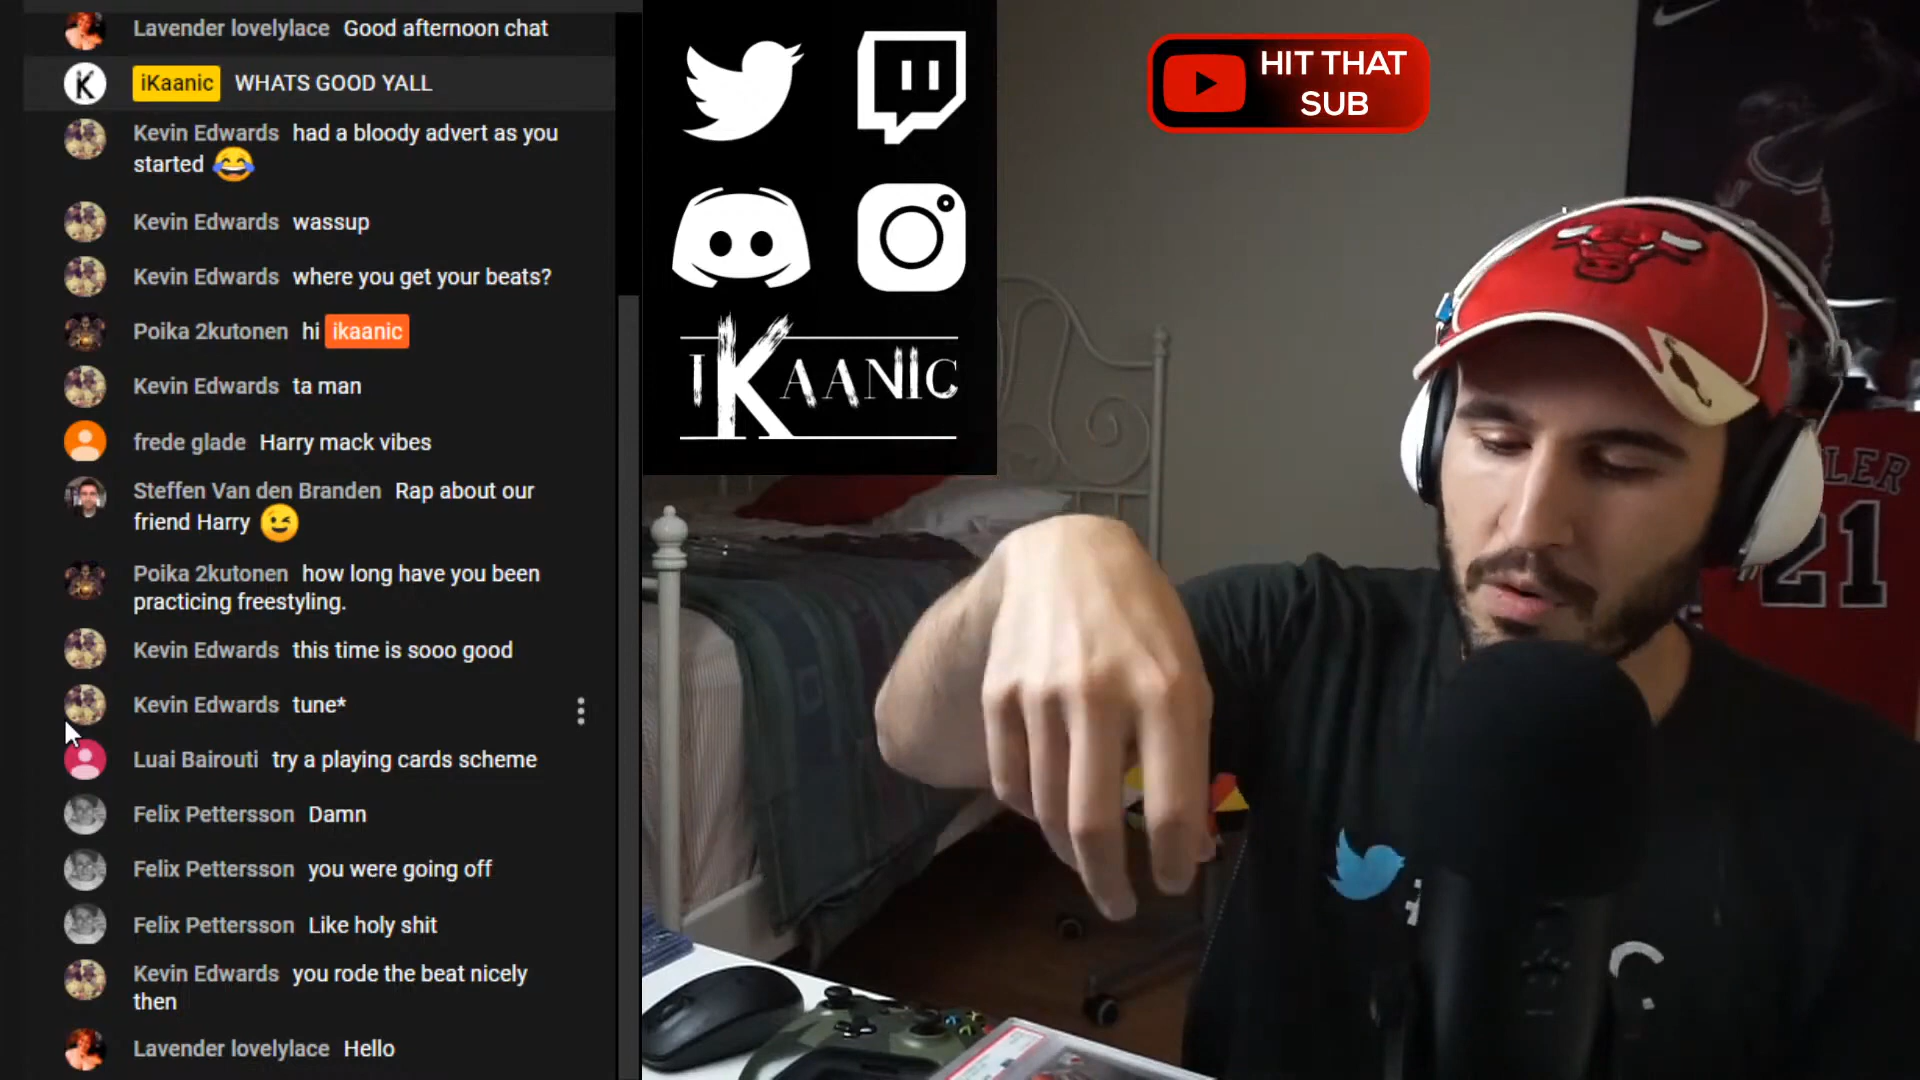 Lavender lovelylace Good afternoon chat
iKaanic WHATS GOOD YALL
Kevin Edwards had a bloody advert as you
started 😂
Kevin Edwards wassup
Kevin Edwards where you get your beats?
Poika 2kutonen hi ikaanic
Kevin Edwards ta man
frede glade Harry mack vibes
Steffen Van den Branden Rap about our
friend Harry 😉
Poika 2kutonen how long have you been
practicing freestyling.
Kevin Edwards this time is sooo good
Kevin Edwards tune*
Luai Bairouti try a playing cards scheme
Felix Pettersson Damn
Felix Pettersson you were going off
Felix Pettersson Like holy shit
Kevin Edwards you rode the beat nicely
then
Lavender lovelylace Hello
K
IKAANIC
HIT THAT
SUB
21